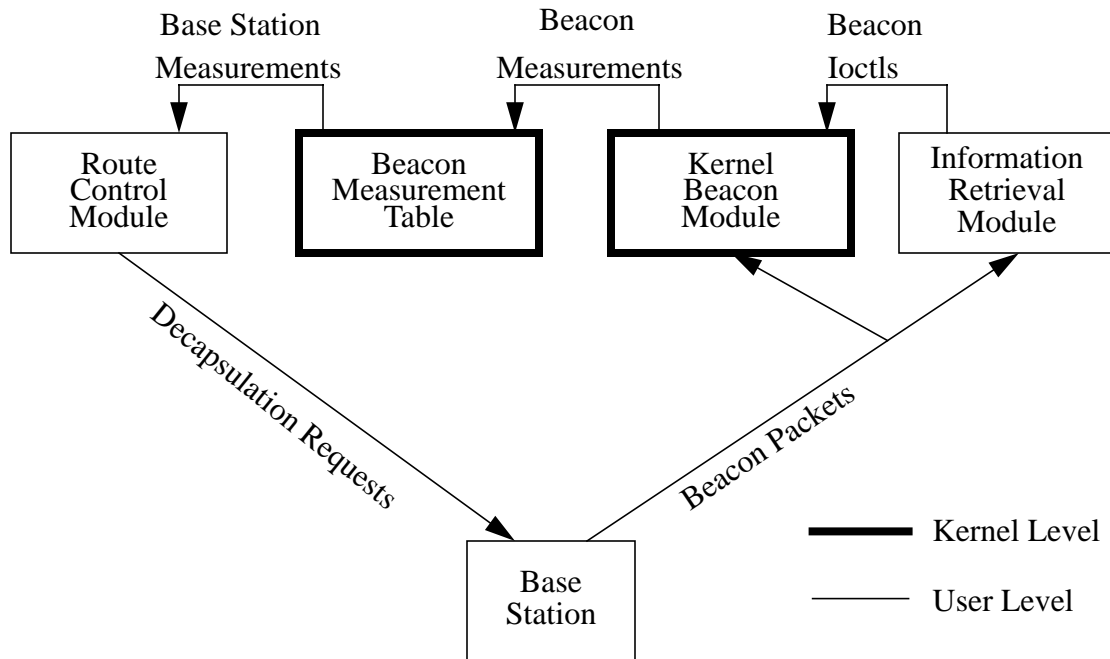 Base Station
Measurements
Beacon
Measurements
Beacon
Ioctls
Route
Control
Module
Beacon
Measurement
Table
Kernel
Beacon
Module
Information
Retrieval
Module
Decapsulation Requests
Beacon Packets
Base
Station
Kernel Level
User Level